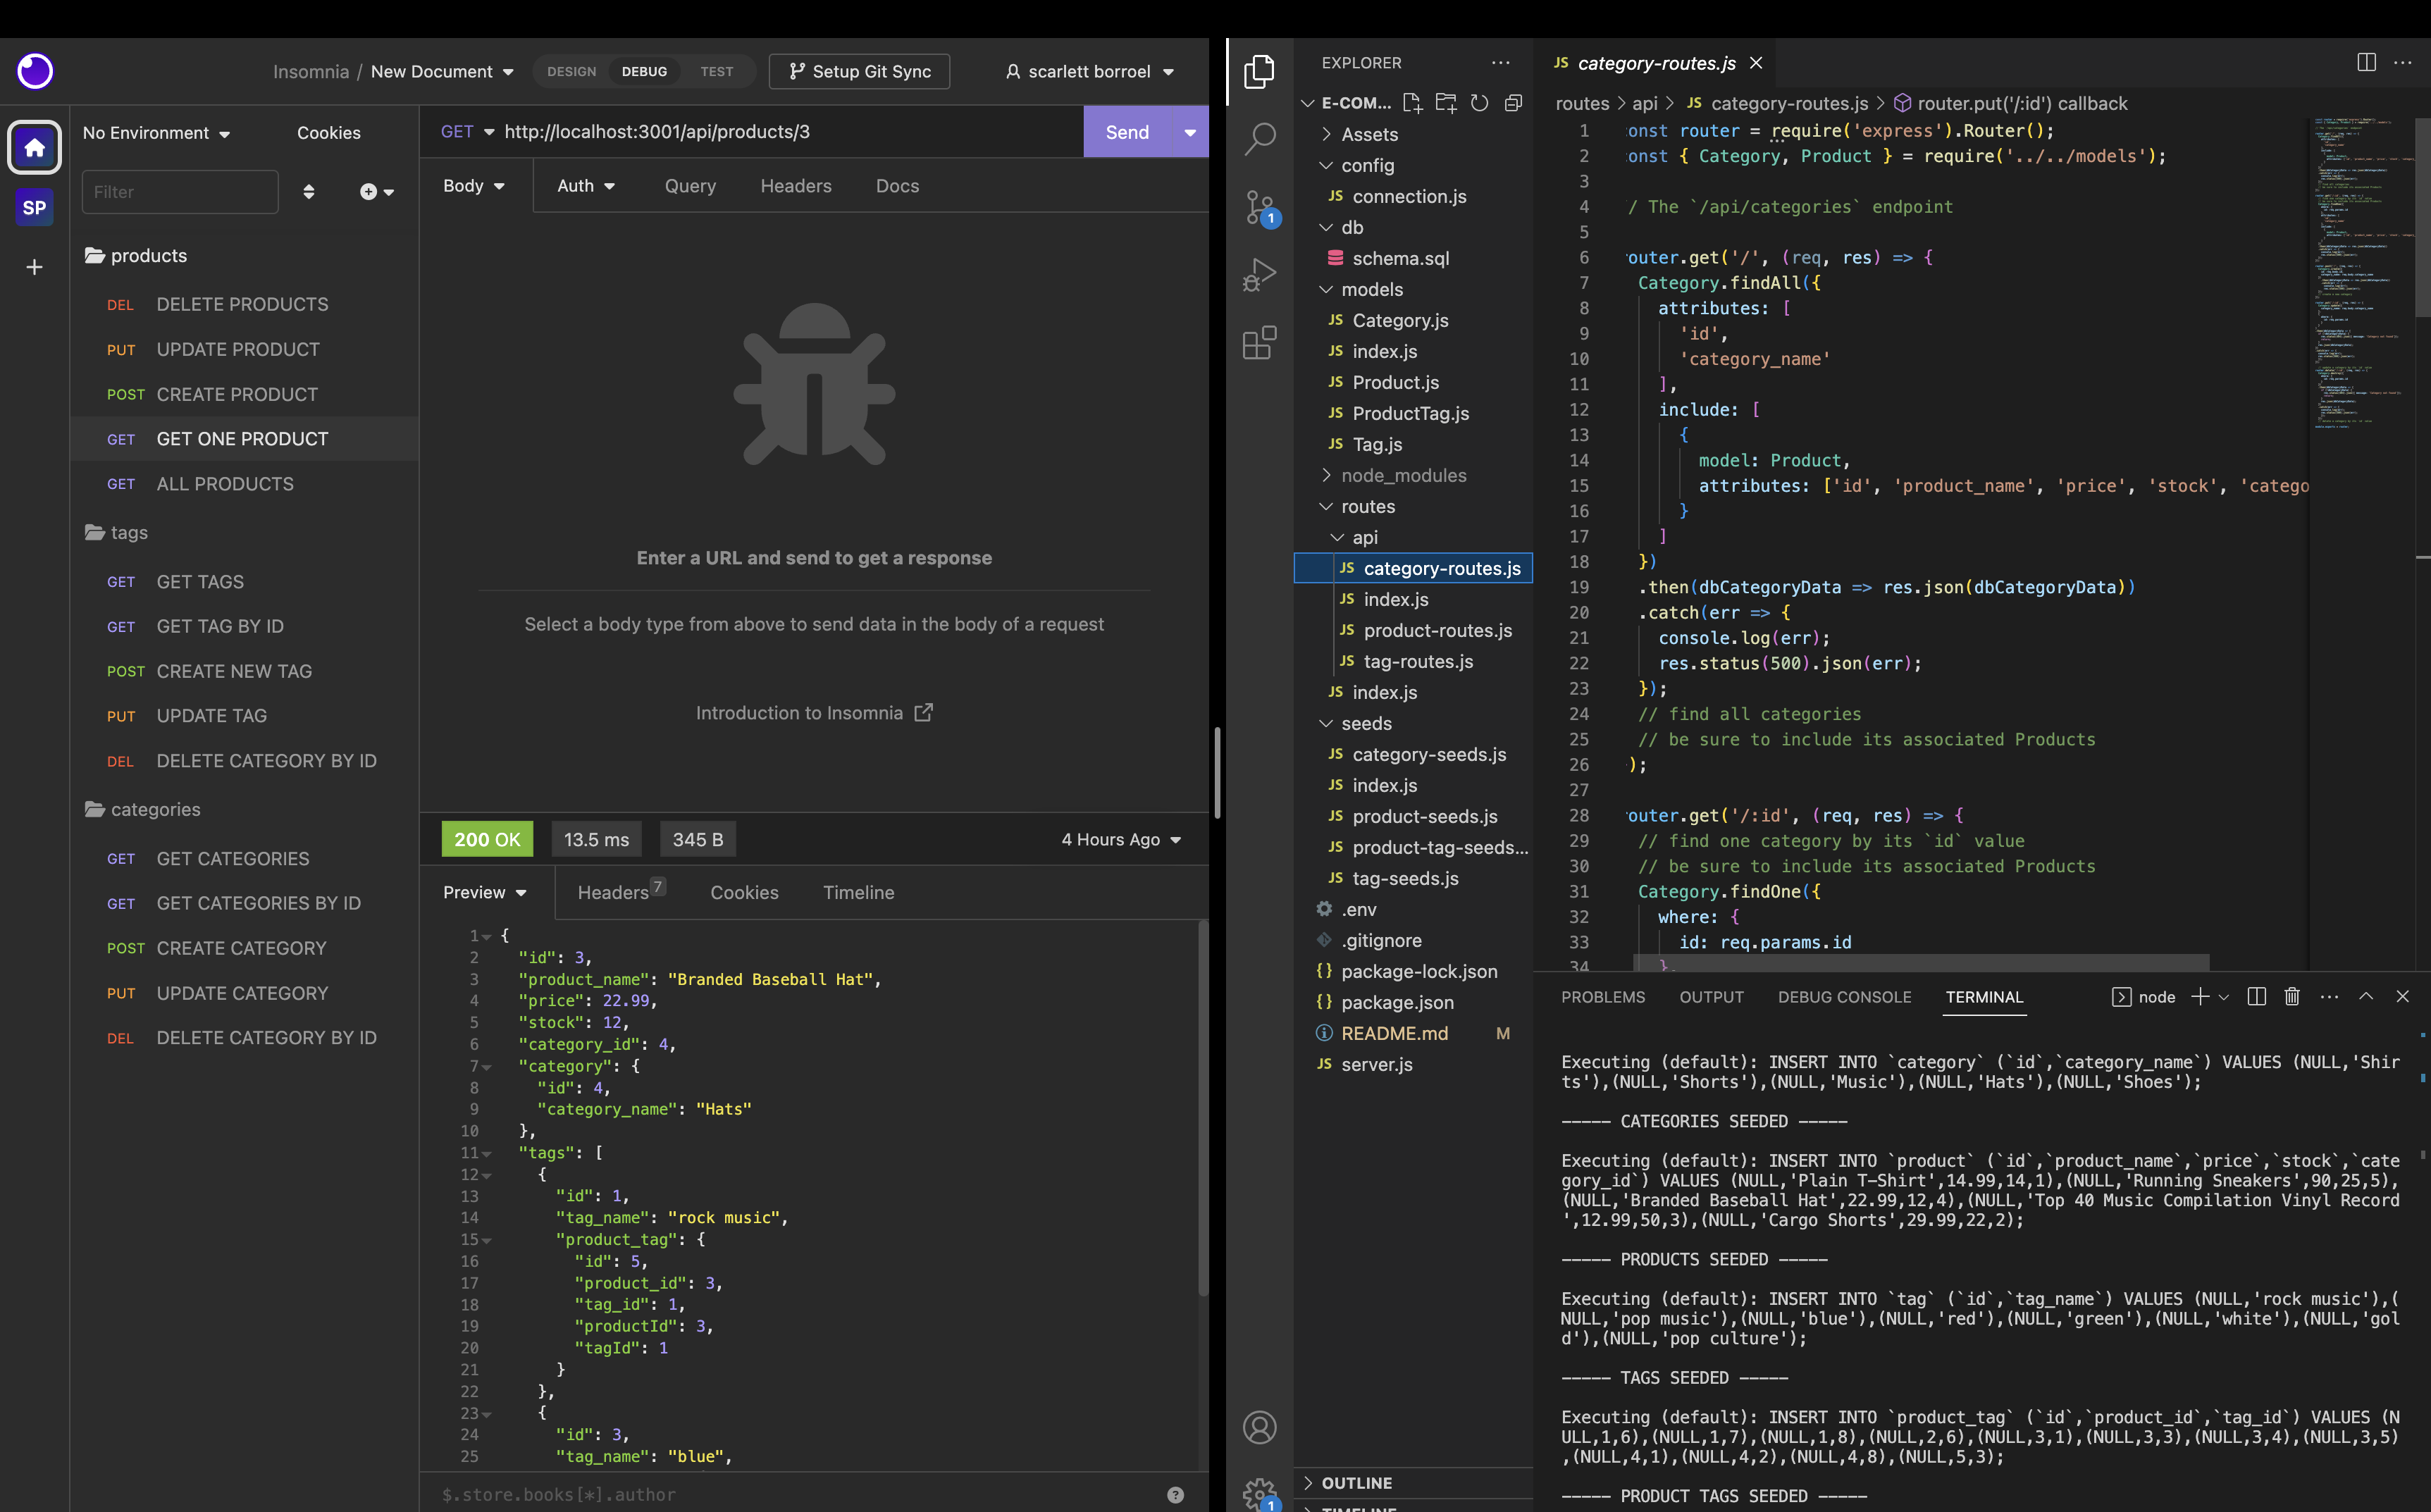 Insomnia / New Document
DESIGN DEBUG TEST
Setup Git Sync
scarlett borroel
SP
No Environment
Cookies
Filter
products
DEL DELETE PRODUCTS
PUT UPDATE PRODUCT
POST CREATE PRODUCT
GET GET ONE PRODUCT
GET ALL PRODUCTS
tags
GET GET TAGS
GET GET TAG BY ID
POST CREATE NEW TAG
PUT UPDATE TAG
DEL DELETE CATEGORY BY ID
categories
GET GET CATEGORIES
GET GET CATEGORIES BY ID
POST CREATE CATEGORY
PUT UPDATE CATEGORY
DEL DELETE CATEGORY BY ID
GET http://localhost:3001/api/products/3 Send
Body Auth Query Headers Docs
Enter a URL and send to get a response
Select a body type from above to send data in the body of a request
Introduction to Insomnia
200 OK 13.5 ms 345 B 4 Hours Ago
Preview Headers 7 Cookies Timeline
1 {
2 "id": 3,
3 "product_name": "Branded Baseball Hat",
4 "price": 22.99,
5 "stock": 12,
6 "category_id": 4,
7 "category": {
8 "id": 4,
9 "category_name": "Hats"
10 },
11 "tags": [
12 {
13 "id": 1,
14 "tag_name": "rock music",
15 "product_tag": {
16 "id": 5,
17 "product_id": 3,
18 "tag_id": 1,
19 "productId": 3,
20 "tagId": 1
21 }
22 },
23 {
24 "id": 3,
25 "tag_name": "blue",
$.store.books[*].author
EXPLORER
E-COM...
Assets
config
JS connection.js
db
schema.sql
models
JS Category.js
JS index.js
JS Product.js
JS ProductTag.js
JS Tag.js
node_modules
routes
api
JS category-routes.js
JS index.js
JS product-routes.js
JS tag-routes.js
JS index.js
seeds
JS category-seeds.js
JS index.js
JS product-seeds.js
JS product-tag-seeds...
JS tag-seeds.js
.env
.gitignore
{} package-lock.json
{} package.json
README.md M
JS server.js
OUTLINE
1
1
JS category-routes.js
routes > api > JS category-routes.js > router.put('/:id') callback
1 onst router = require('express').Router();
2 onst { Category, Product } = require('../../models');
3
4 / The `/api/categories` endpoint
5
6 outer.get('/', (req, res) => {
7 Category.findAll({
8 attributes: [
9 'id',
10 'category_name'
11 ],
12 include: [
13 {
14 model: Product,
15 attributes: ['id', 'product_name', 'price', 'stock', 'catego
16 }
17 ]
18 })
19 .then(dbCategoryData => res.json(dbCategoryData))
20 .catch(err => {
21 console.log(err);
22 res.status(500).json(err);
23 });
24 // find all categories
25 // be sure to include its associated Products
26 );
27
28 outer.get('/:id', (req, res) => {
29 // find one category by its `id` value
30 // be sure to include its associated Products
31 Category.findOne({
32 where: {
33 id: req.params.id
34 },
PROBLEMS OUTPUT DEBUG CONSOLE TERMINAL node
Executing (default): INSERT INTO `category` (`id`,`category_name`) VALUES (NULL,'Shir
ts'),(NULL,'Shorts'),(NULL,'Music'),(NULL,'Hats'),(NULL,'Shoes');
----- CATEGORIES SEEDED -----
Executing (default): INSERT INTO `product` (`id`,`product_name`,`price`,`stock`,`cate
gory_id`) VALUES (NULL,'Plain T-Shirt',14.99,14,1),(NULL,'Running Sneakers',90,25,5),
(NULL,'Branded Baseball Hat',22.99,12,4),(NULL,'Top 40 Music Compilation Vinyl Record
',12.99,50,3),(NULL,'Cargo Shorts',29.99,22,2);
----- PRODUCTS SEEDED -----
Executing (default): INSERT INTO `tag` (`id`,`tag_name`) VALUES (NULL,'rock music'),(
NULL,'pop music'),(NULL,'blue'),(NULL,'red'),(NULL,'green'),(NULL,'white'),(NULL,'gol
d'),(NULL,'pop culture');
----- TAGS SEEDED -----
Executing (default): INSERT INTO `product_tag` (`id`,`product_id`,`tag_id`) VALUES (N
ULL,1,6),(NULL,1,7),(NULL,1,8),(NULL,2,6),(NULL,3,1),(NULL,3,3),(NULL,3,4),(NULL,3,5)
,(NULL,4,1),(NULL,4,2),(NULL,4,8),(NULL,5,3);
----- PRODUCT TAGS SEEDED -----